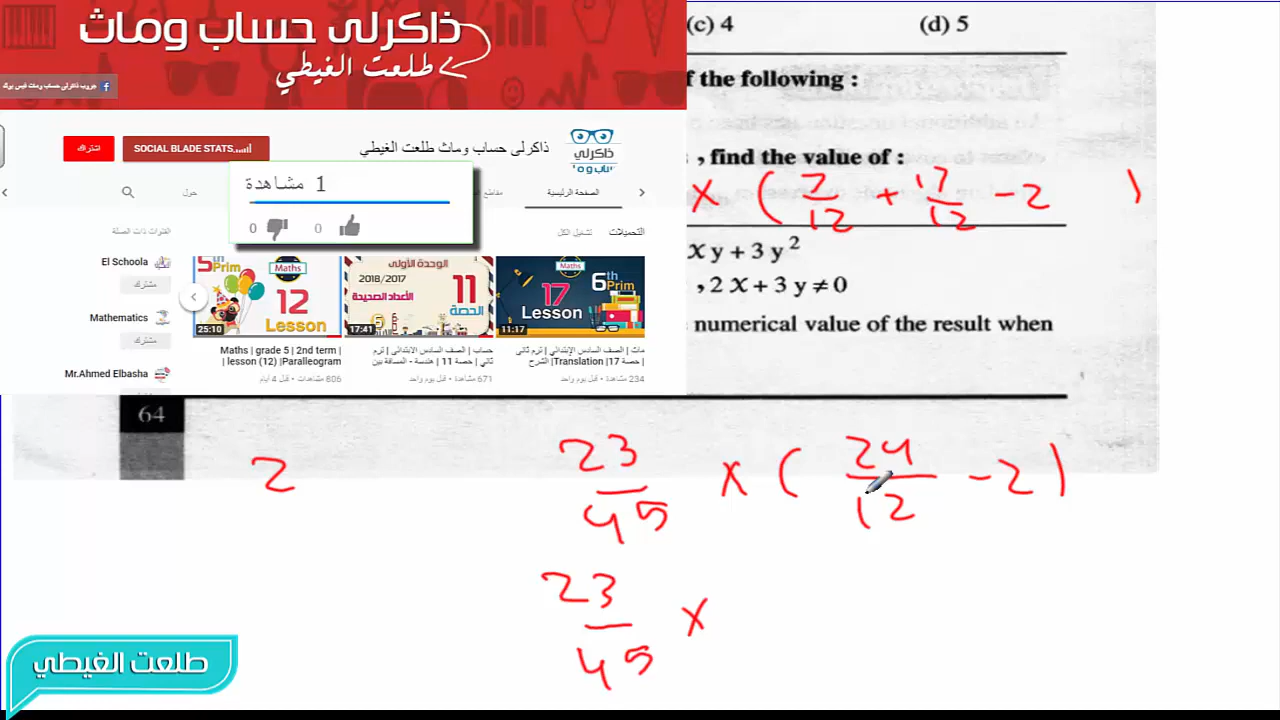 ذاكرلى حساب وماث
طلعت الغيطي
جروب ذاكرلى حساب وماث فيس بوك
اشتراك
SOCIAL BLADE STATS
ذاكرلى حساب وماث طلعت الغيطي
ذاكرلي
1 مشاهدة
0
0
حول
الصفحة الرئيسية
القنوات ذات الصلة
التحميلات
تشغيل الكل
El Schoola
مشترك
Mathematics
مشترك
Mr.Ahmed Elbasha
5th Prim
Maths
12
Lesson
25:10
Maths | grade 5 | 2nd term |
| lesson (12) |Paralleogram
806 مشاهدات • قبل 4 أيام
الوحدة الأولى
2018/2017
الأعداد الصحيحة
11
الحصة
17:41
حساب | الصف السادس الابتدائى | ترم
ثاني | حصة 11 | هندسة - المسافة بين
671 مشاهدة • قبل يوم واحد
Maths
6th Prim
17
Lesson
11:17
ماث | الصف السادس الإبتدائي | ترم ثاني
| حصة 17| Translation| الشرح
234 مشاهدة • قبل يوم واحد
(c) 4 (d) 5
f the following :
, find the value of :
x ( 7/12 + 17/12 - 2 )
x y + 3 y²
, 2 x + 3 y ≠ 0
numerical value of the result when
64
2
23/45 x ( 24/12 - 2 )
23/45 x
طلعت الغيطي